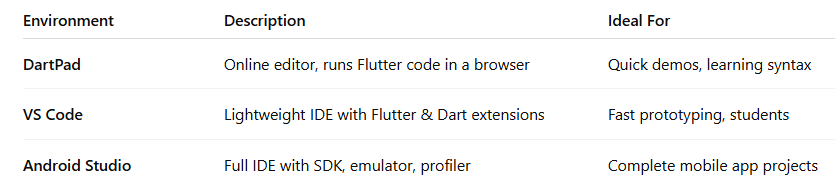 Environment Description Ideal For
DartPad Online editor, runs Flutter code in a browser Quick demos, learning syntax
VS Code Lightweight IDE with Flutter & Dart extensions Fast prototyping, students
Android Studio Full IDE with SDK, emulator, profiler Complete mobile app projects